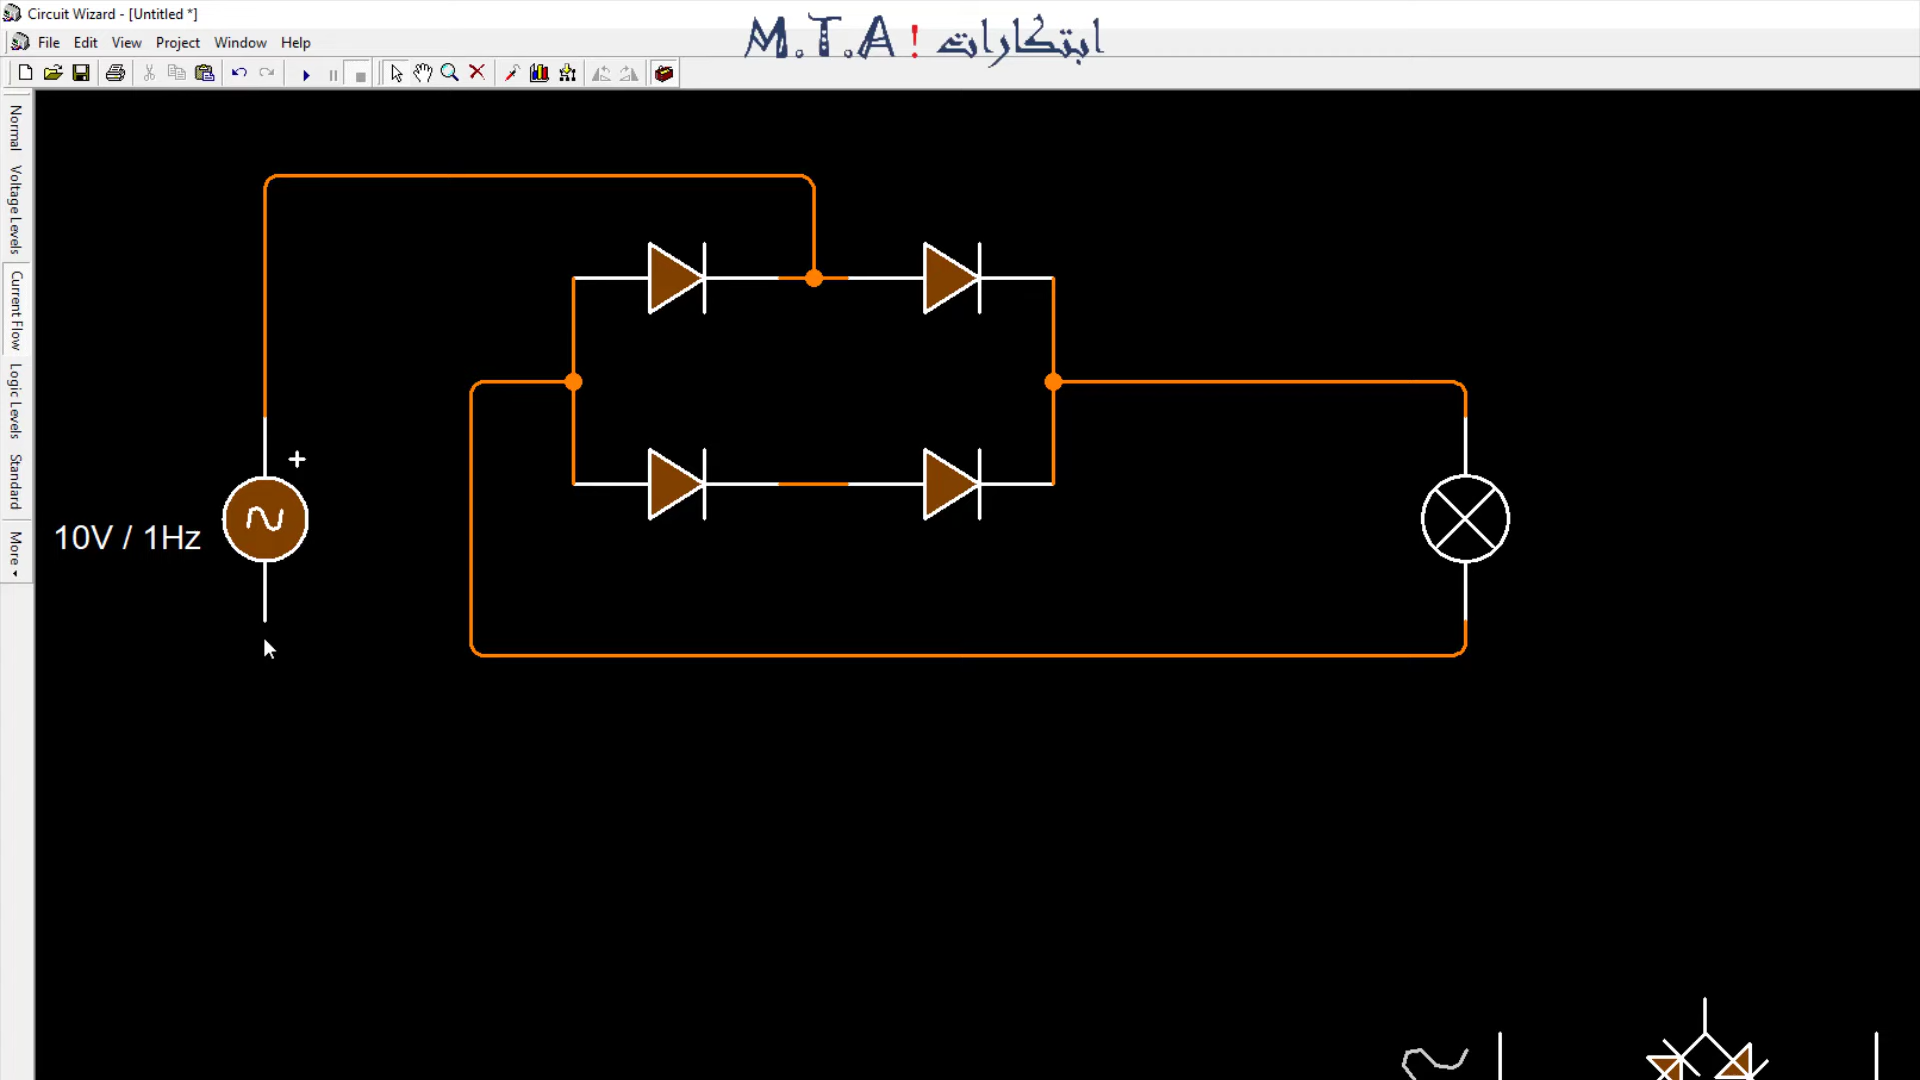 Circuit Wizard - [Untitled *]
File Edit View Project Window Help
M.T.A ! ابتكارات
Normal
Voltage Levels
Current Flow
Logic Levels
Standard
More
+
10V / 1Hz